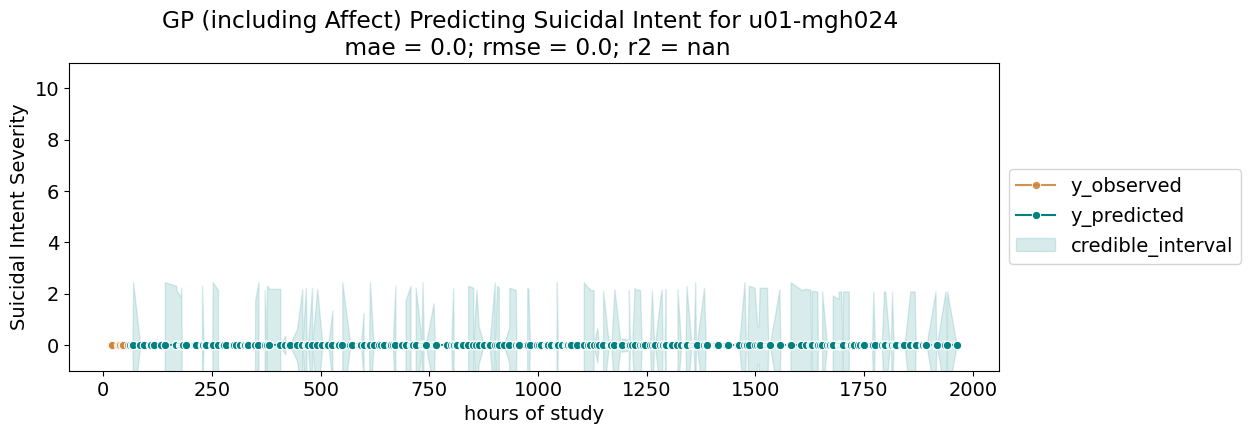 GP (including Affect) Predicting Suicidal Intent for u01-mgh024
mae = 0.0; rmse = 0.0; r2 = nan
Suicidal Intent Severity
10
8
6
4
2
0
0 250 500 750 1000 1250 1500 1750 2000
hours of study
y_observed
y_predicted
credible_interval